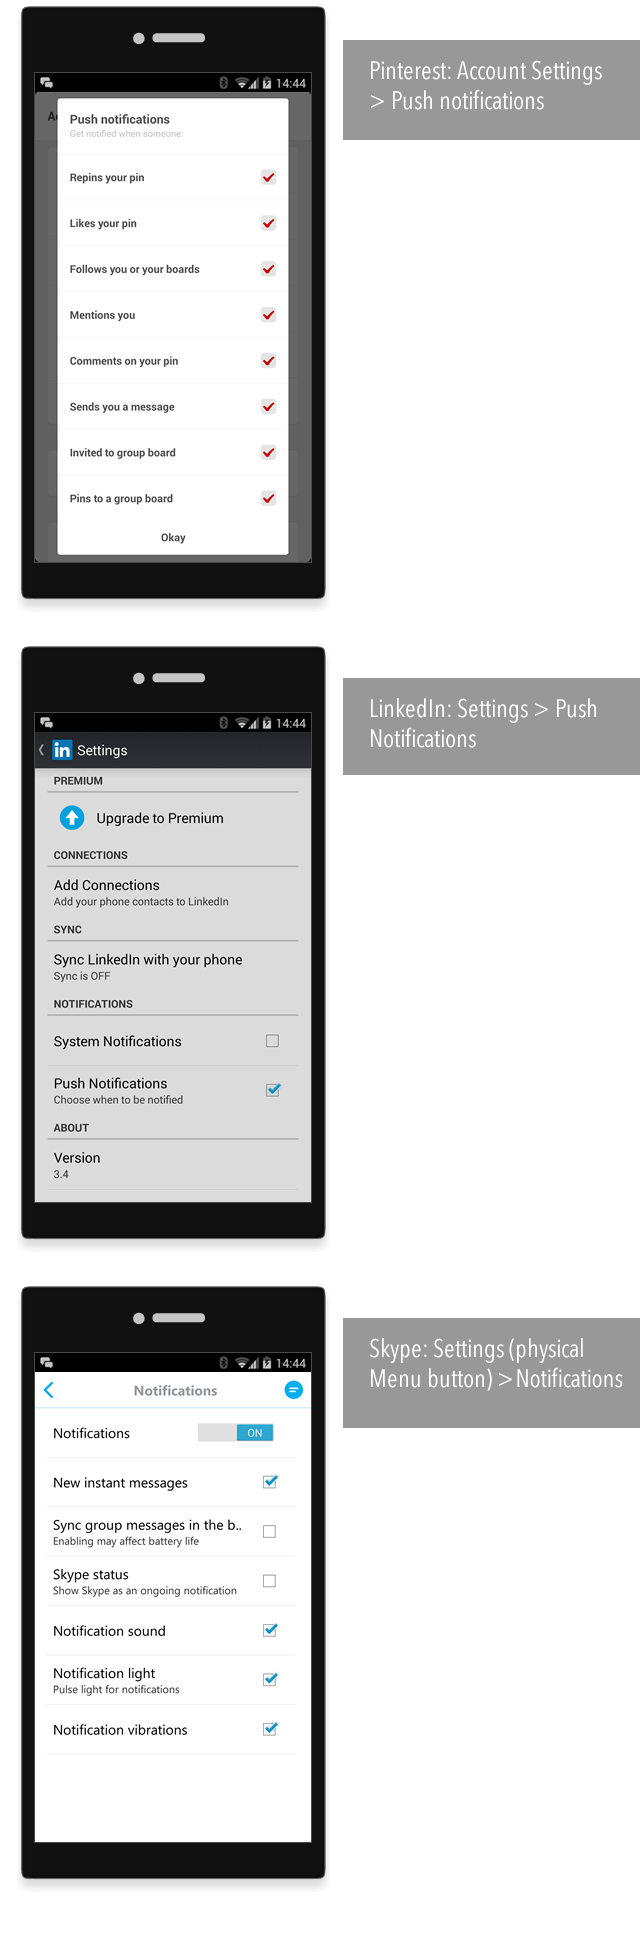 14:44
Push notifications
Get notified when someone:
Repins your pin
Likes your pin
Follows you or your boards
Mentions you
Comments on your pin
Sends you a message
Invited to group board
Pins to a group board
Okay
Pinterest: Account Settings
> Push notifications
14:44
in Settings
PREMIUM
Upgrade to Premium
CONNECTIONS
Add Connections
Add your phone contacts to LinkedIn
SYNC
Sync LinkedIn with your phone
Sync is OFF
NOTIFICATIONS
System Notifications
Push Notifications
Choose when to be notified
ABOUT
Version
3.4
LinkedIn: Settings > Push
Notifications
14:44
Notifications
Notifications ON
New instant messages
Sync group messages in the b..
Enabling may affect battery life
Skype status
Show Skype as an ongoing notification
Notification sound
Notification light
Pulse light for notifications
Notification vibrations
Skype: Settings (physical
Menu button) > Notifications